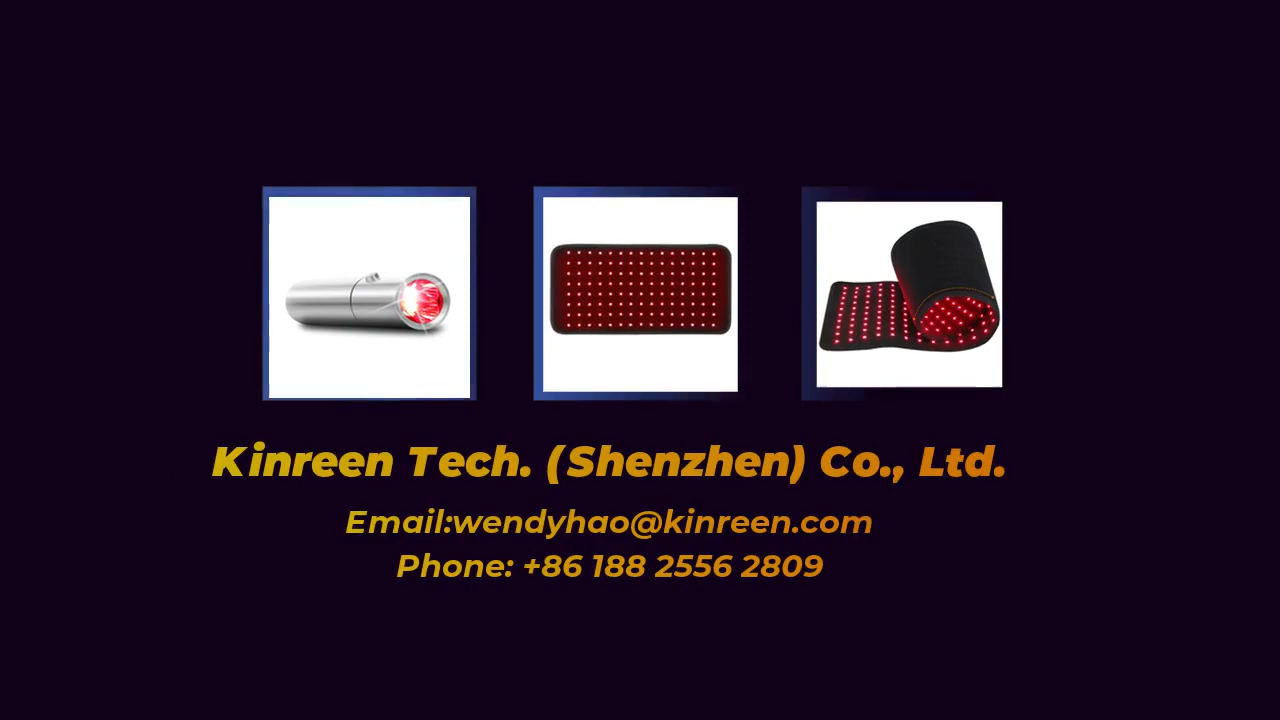 Kinreen Tech. (Shenzhen) Co., Ltd.
Email:wendyhao@kinreen.com
Phone: +86 188 2556 2809